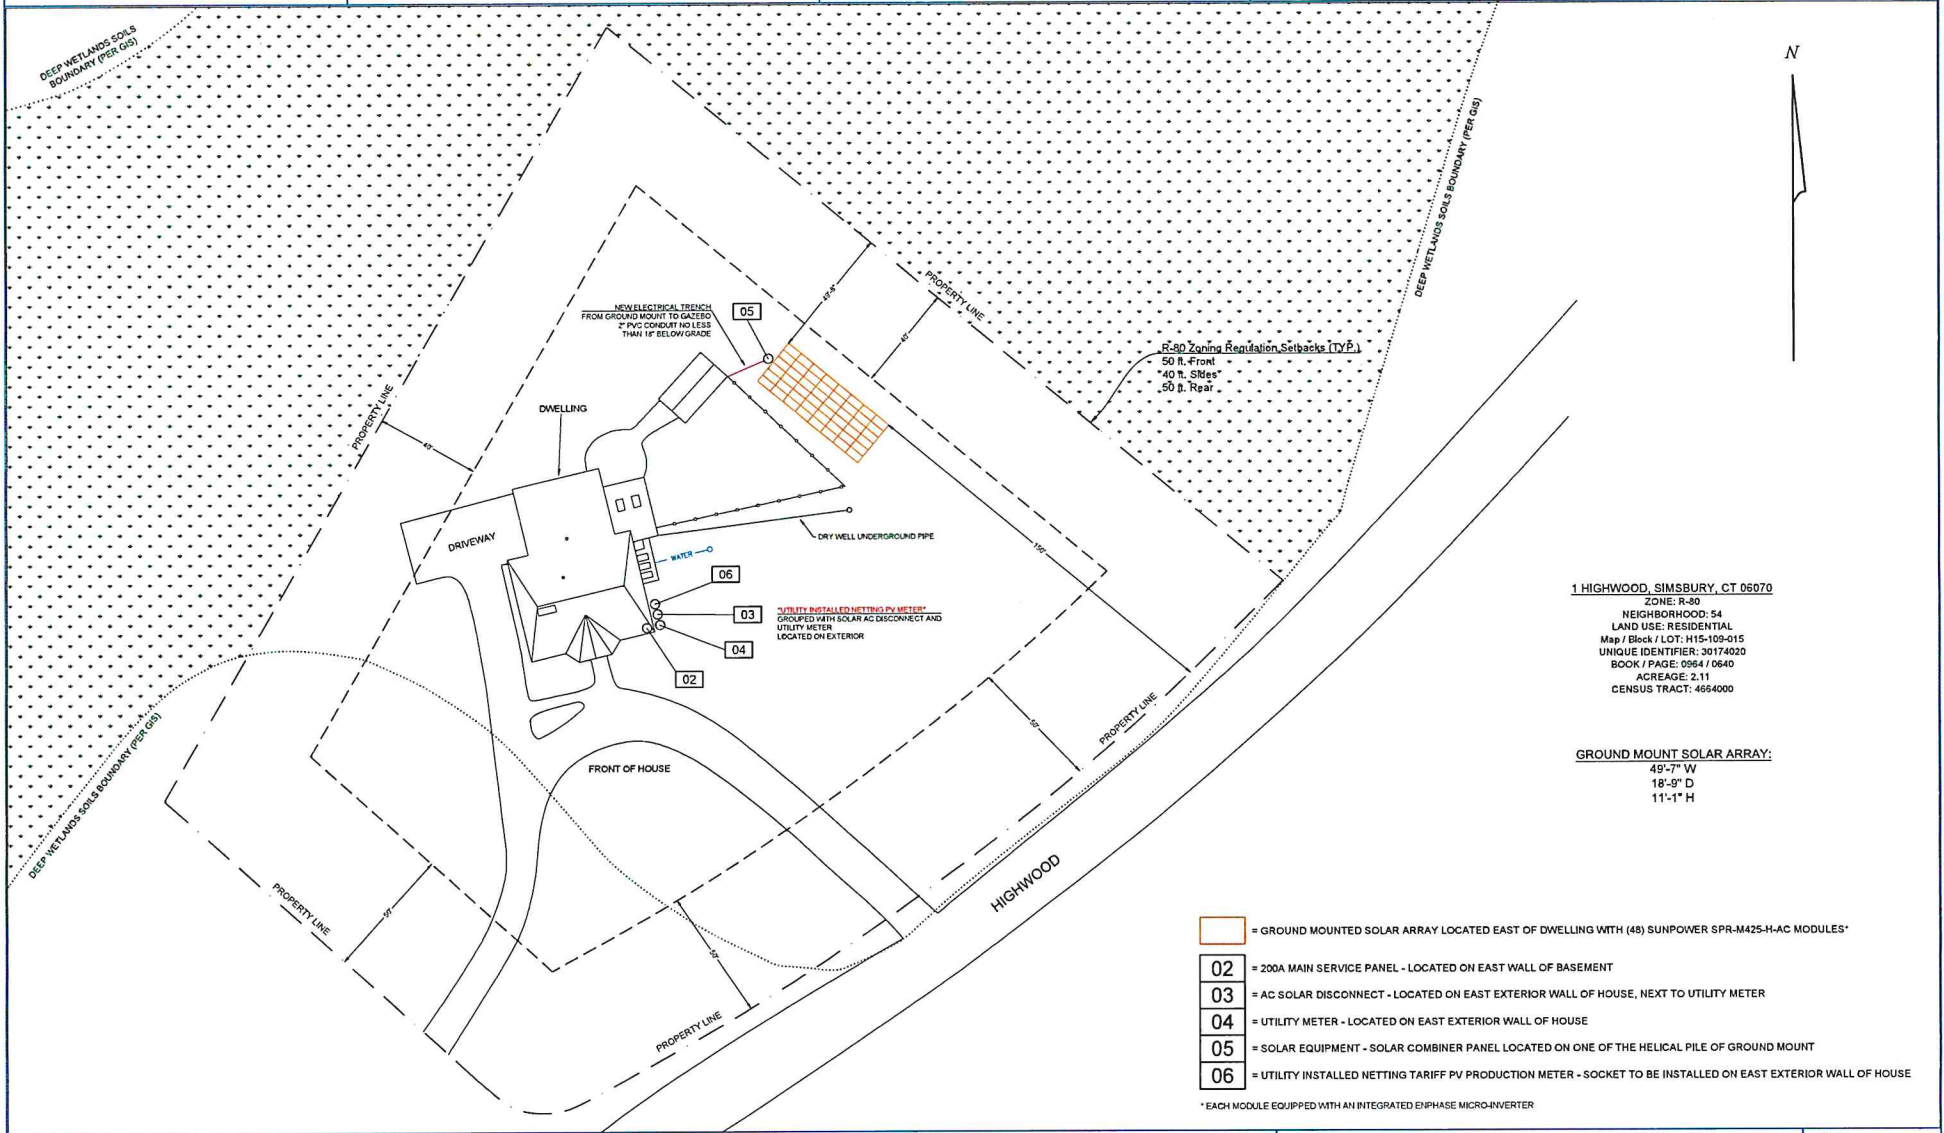 DEEP WETLANDS SOILS
BOUNDARY (PER GIS)
N
DEEP WETLANDS SOILS BOUNDARY (PER GIS)
NEW ELECTRICAL TRENCH
FROM GROUND MOUNT TO GAZEBO
2" PVC CONDUIT NO LESS
THAN 18" BELOW GRADE
05
PROPERTY LINE
40'
R-80 Zoning Regulation Setbacks (TYP.)
50 ft. Front
40 ft. Sides
50 ft. Rear
PROPERTY LINE
40'
DWELLING
DRIVEWAY
DRY WELL UNDERGROUND PIPE
WATER
150'
06
03
04
02
"UTILITY INSTALLED NETTING PV METER"
GROUPED WITH SOLAR AC DISCONNECT AND
UTILITY METER
LOCATED ON EXTERIOR
1 HIGHWOOD, SIMSBURY, CT 06070
ZONE: R-80
NEIGHBORHOOD: 54
LAND USE: RESIDENTIAL
Map / Block / LOT: H15-109-015
UNIQUE IDENTIFIER: 30174020
BOOK / PAGE: 0964 / 0640
ACREAGE: 2.11
CENSUS TRACT: 4664000
GROUND MOUNT SOLAR ARRAY:
49'-7" W
18'-9" D
11'-1" H
FRONT OF HOUSE
50'
PROPERTY LINE
DEEP WETLANDS SOILS BOUNDARY (PER GIS)
PROPERTY LINE
50'
50'
PROPERTY LINE
HIGHWOOD
= GROUND MOUNTED SOLAR ARRAY LOCATED EAST OF DWELLING WITH (48) SUNPOWER SPR-M425-H-AC MODULES*
02 = 200A MAIN SERVICE PANEL - LOCATED ON EAST WALL OF BASEMENT
03 = AC SOLAR DISCONNECT - LOCATED ON EAST EXTERIOR WALL OF HOUSE, NEXT TO UTILITY METER
04 = UTILITY METER - LOCATED ON EAST EXTERIOR WALL OF HOUSE
05 = SOLAR EQUIPMENT - SOLAR COMBINER PANEL LOCATED ON ONE OF THE HELICAL PILE OF GROUND MOUNT
06 = UTILITY INSTALLED NETTING TARIFF PV PRODUCTION METER - SOCKET TO BE INSTALLED ON EAST EXTERIOR WALL OF HOUSE
* EACH MODULE EQUIPPED WITH AN INTEGRATED ENPHASE MICRO-INVERTER